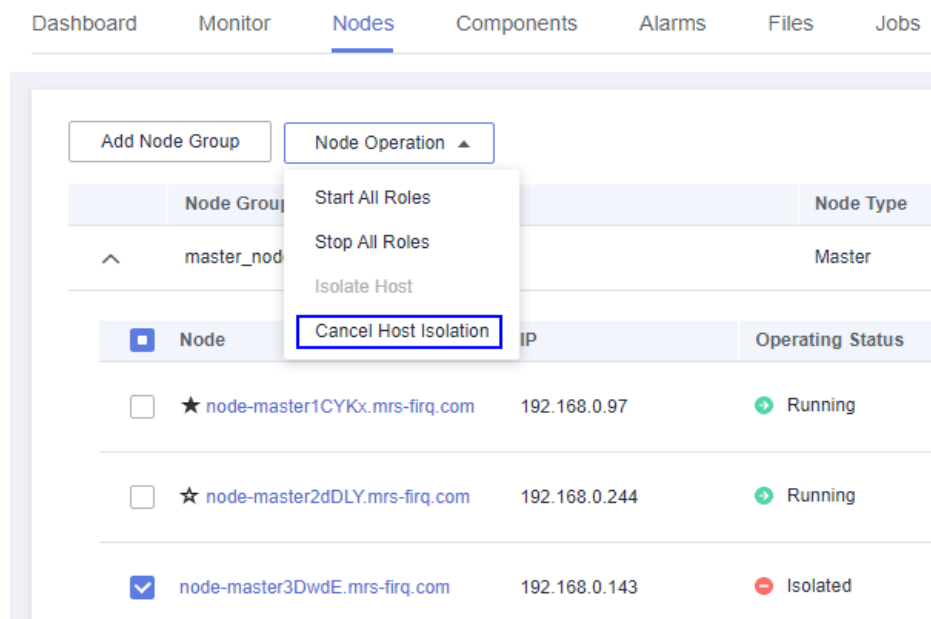 Dashboard Monitor Nodes Components Alarms Files Jobs
Add Node Group Node Operation
Start All Roles
Node Group Node Type
Stop All Roles
master_nod Master
Isolate Host
Cancel Host Isolation
Node IP Operating Status
node-master1CYKx.mrs-firq.com 192.168.0.97 Running
node-master2dDLY.mrs-firq.com 192.168.0.244 Running
node-master3DwdE.mrs-firq.com 192.168.0.143 Isolated